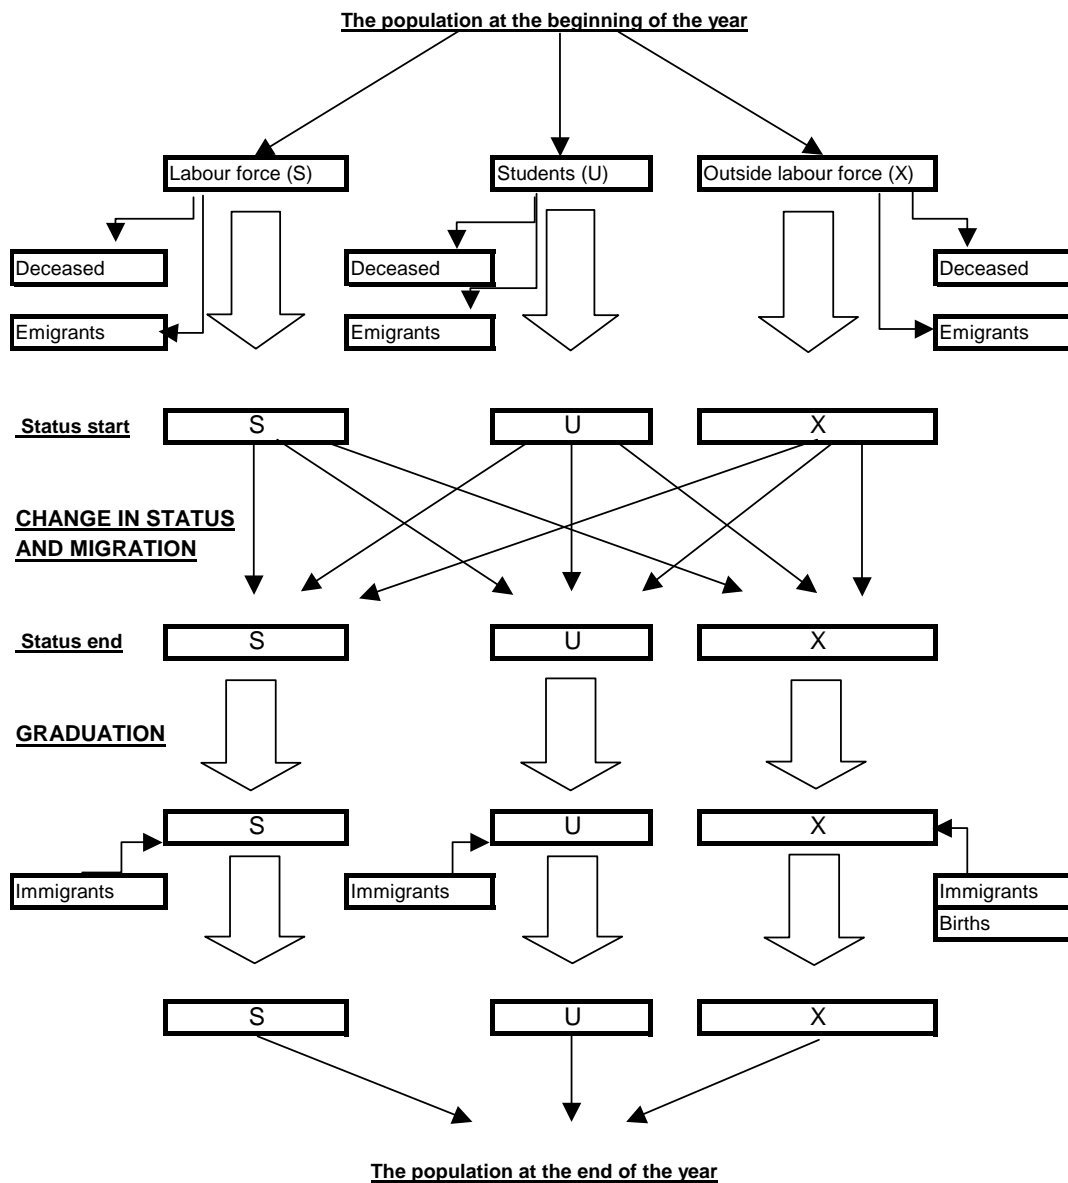 The population at the beginning of the year
Labour force (S)
Students (U)
Outside labour force (X)
Deceased
Deceased
Deceased
Emigrants
Emigrants
Emigrants
Status start
S
U
X
CHANGE IN STATUS
AND MIGRATION
Status end
S
U
X
GRADUATION
S
U
X
Immigrants
Immigrants
Immigrants
Births
S
U
X
The population at the end of the year